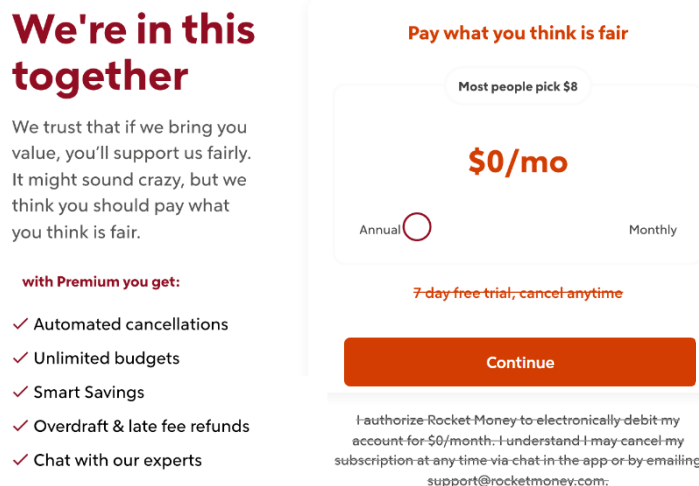 We're in this
together
We trust that if we bring you
value, you'll support us fairly.
It might sound crazy, but we
think you should pay what
you think is fair.
with Premium you get:
Automated cancellations
Unlimited budgets
Smart Savings
Overdraft & late fee refunds
Chat with our experts
Pay what you think is fair
Most people pick $8
$0/mo
Annual
Monthly
7 day free trial, cancel anytime
Continue
I authorize Rocket Money to electronically debit my
account for $0/month. I understand I may cancel my
subscription at any time via chat in the app or by emailing
support@rocketmoney.com.